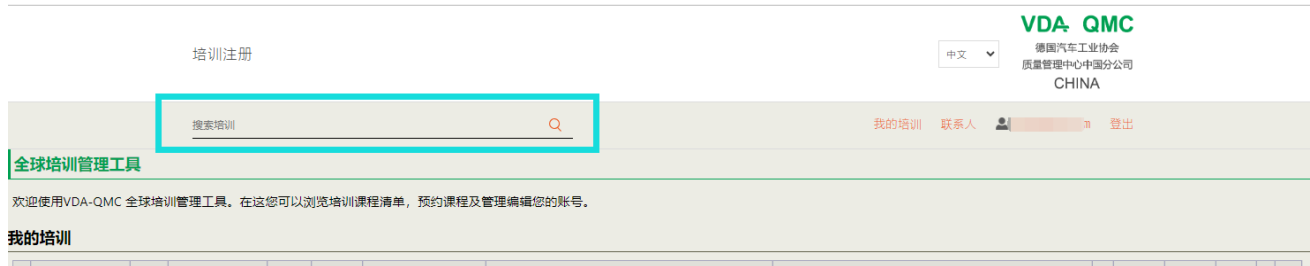 VDA QMC
德国汽车工业协会
质量管理中心中国分公司
CHINA
培训注册
中文
搜索培训
我的培训 联系人 登出
全球培训管理工具
欢迎使用VDA-QMC 全球培训管理工具。在这您可以浏览培训课程清单，预约课程及管理编辑您的账号。
我的培训